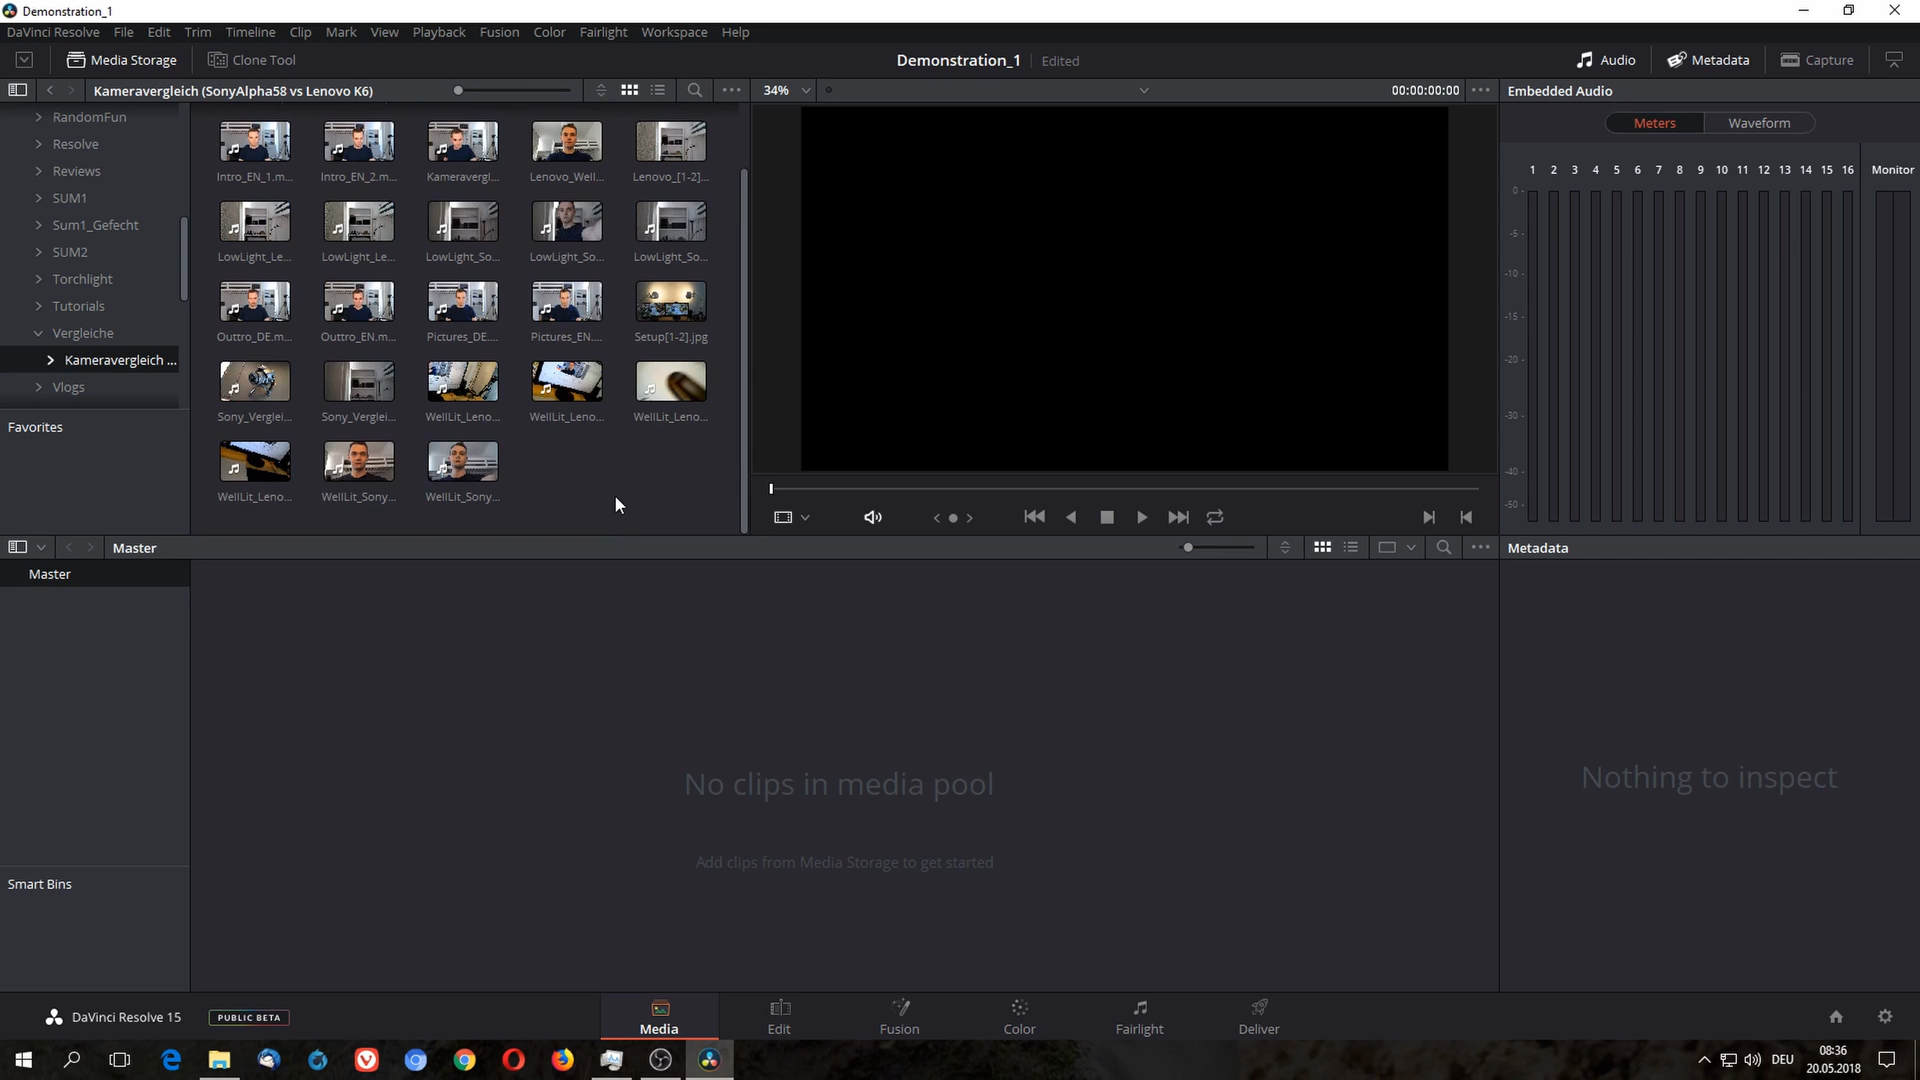 Demonstration_1
DaVinci Resolve File Edit Trim Timeline Clip Mark View Playback Fusion Color Fairlight Workspace Help
Media Storage Clone Tool Demonstration_1 Edited Audio Metadata Capture
Kameravergleich (SonyAlpha58 vs Lenovo K6) 34% 00:00:00:00 Embedded Audio
RandomFun
Resolve
Reviews
SUM1
Sum1_Gefecht
SUM2
Torchlight
Tutorials
Vergleiche
Kameravergleich ...
Vlogs
Favorites
Intro_EN_1.m... Intro_EN_2.m... Kameravergl... Lenovo_Well... Lenovo_[1-2]...
LowLight_Le... LowLight_Le... LowLight_So... LowLight_So... LowLight_So...
Outtro_DE.m... Outtro_EN.m... Pictures_DE.... Pictures_EN.... Setup[1-2].jpg
Sony_Verglei... Sony_Verglei... WellLit_Leno... WellLit_Leno... WellLit_Leno...
WellLit_Leno... WellLit_Sony... WellLit_Sony...
Meters Waveform
1 2 3 4 5 6 7 8 9 10 11 12 13 14 15 16 Monitor
0 -
-5 -
-10 -
-15 -
-20 -
-30 -
-40 -
-50 -
Master Metadata
Master
No clips in media pool
Add clips from Media Storage to get started
Nothing to inspect
Smart Bins
DaVinci Resolve 15 PUBLIC BETA Media Edit Fusion Color Fairlight Deliver
DEU 08:36
20.05.2018